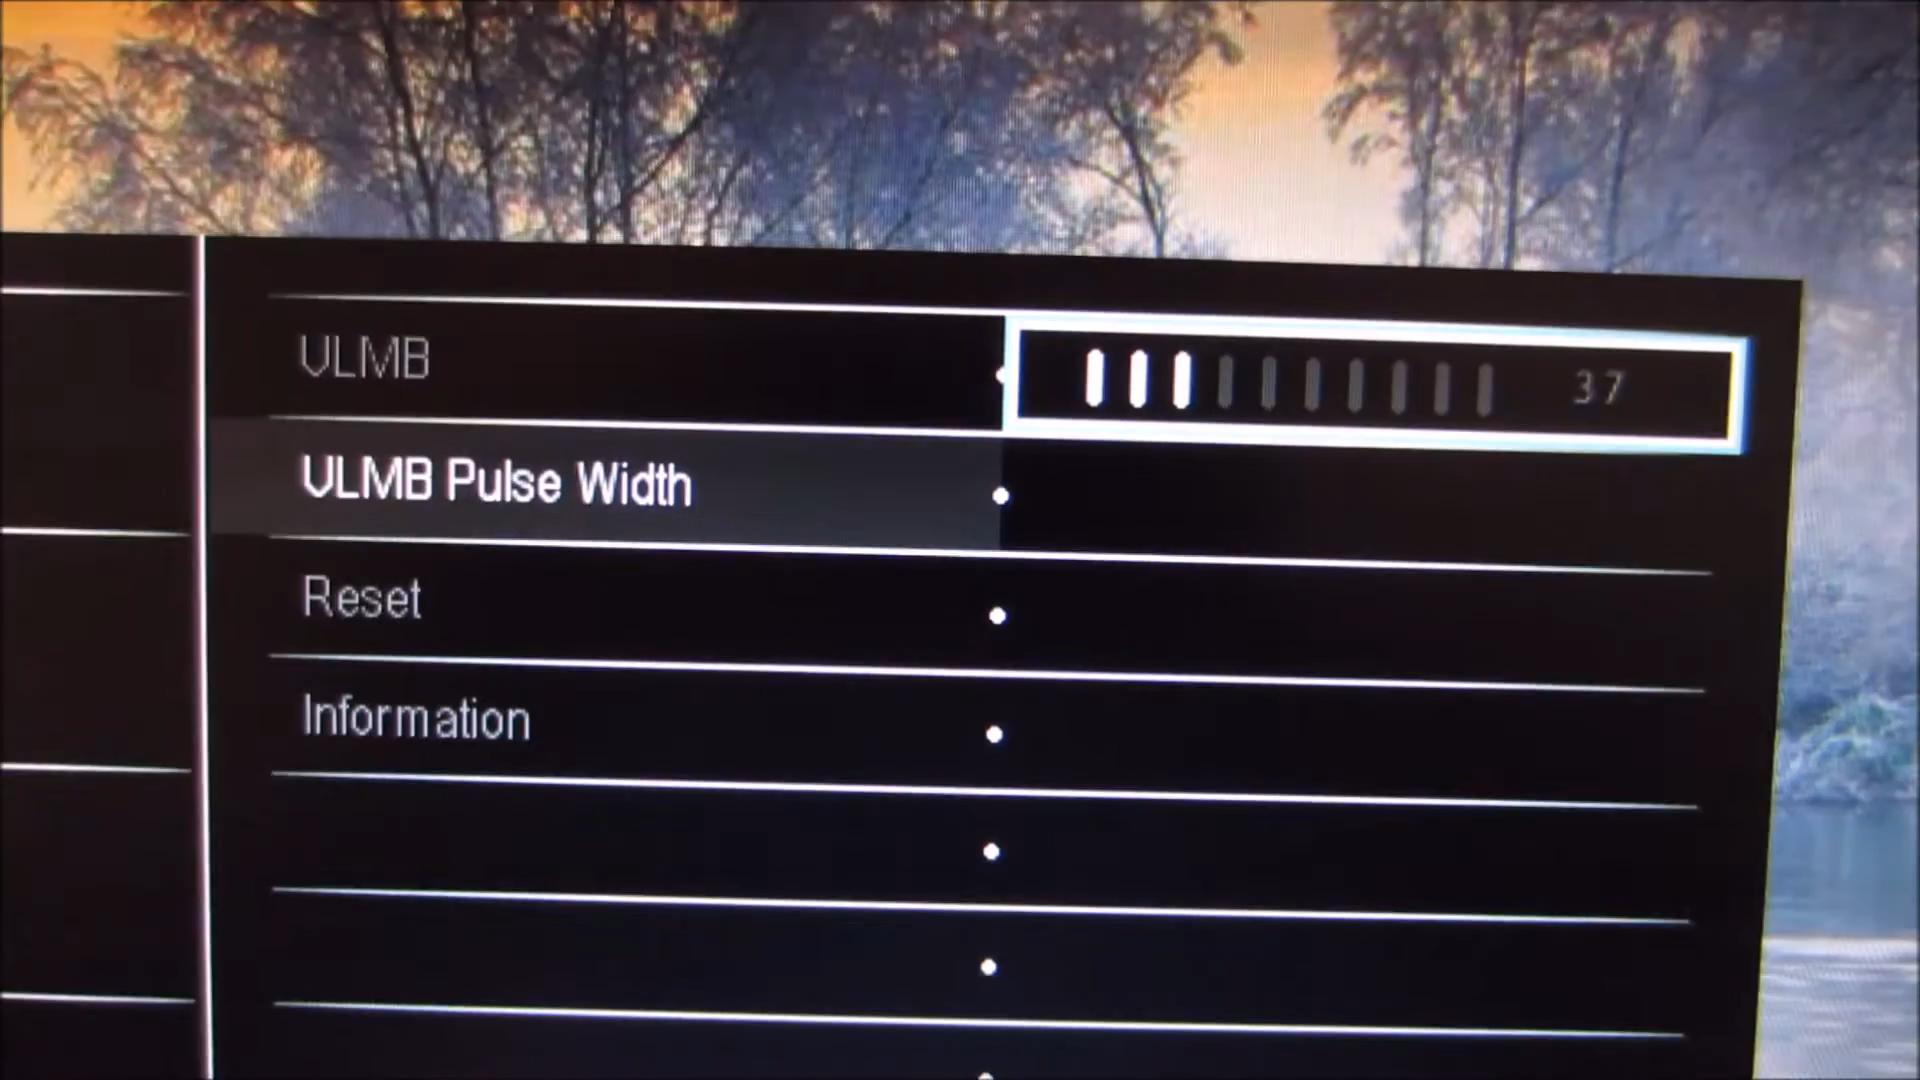 ULMB
37
ULMB Pulse Width
Reset
Information